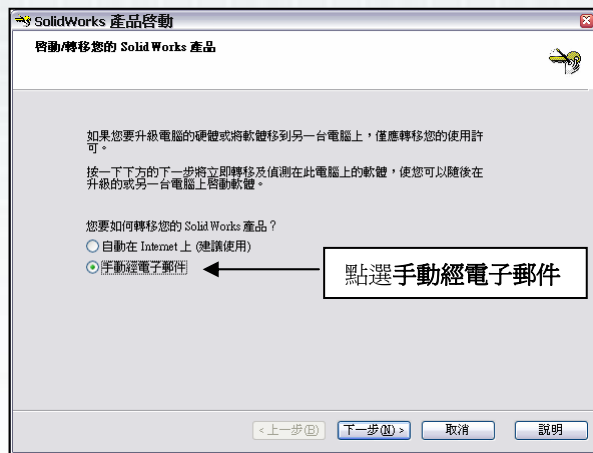 SolidWorks 產品啓動
啓動/轉移您的 SolidWorks 產品
如果您要升級電腦的硬體或將軟體移到另一台電腦上，僅應轉移您的使用許
可。
按一下下方的下一步將立即轉移及偵測在此電腦上的軟體，使您可以隨後在
升級的或另一台電腦上啓動軟體。
您要如何轉移您的 SolidWorks 產品？
自動在 Internet 上 (建議使用)
手動經電子郵件
點選手動經電子郵件
<上一步(B)
下一步(N)>
取消
說明